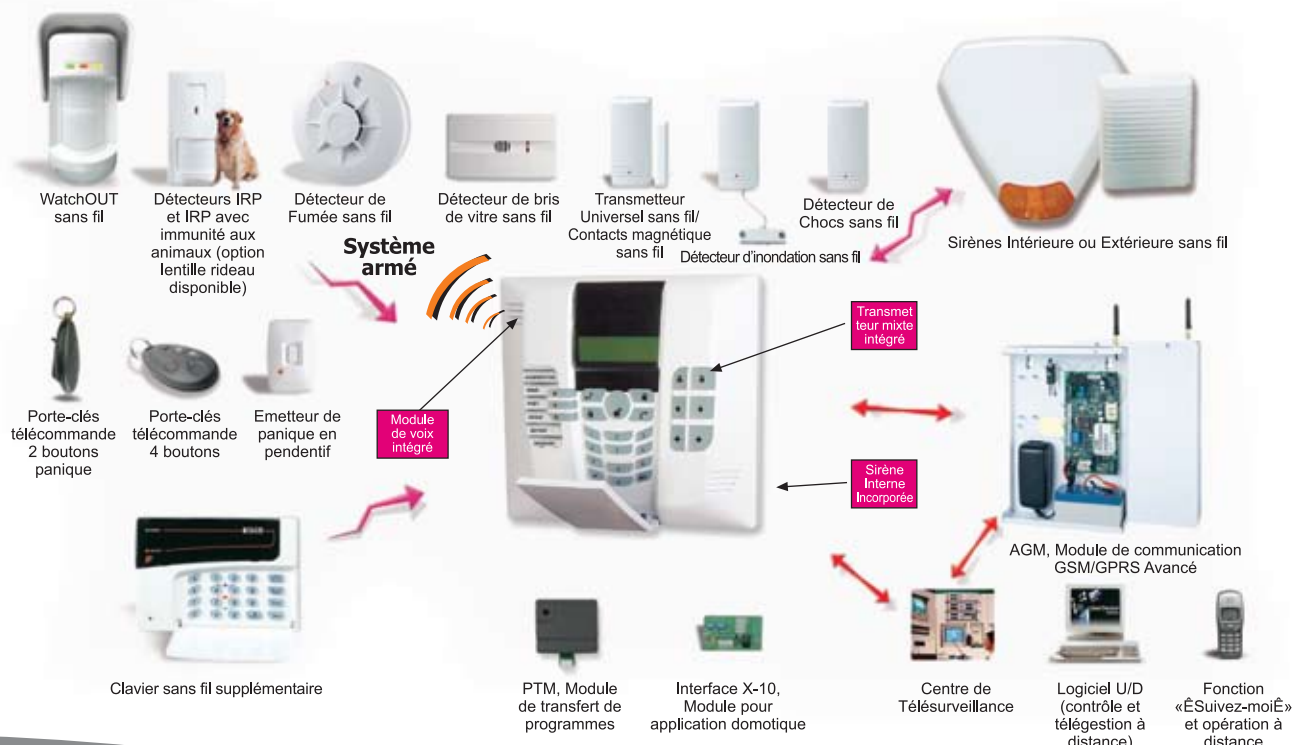 WatchOUT
sans fil
Détecteurs IRP
et IRP avec
immunité aux
animaux (option
lentille rideau
disponible)
Détecteur de
Fumée sans fil
Détecteur de bris
de vitre sans fil
Transmetteur
Universel sans fil/
Contacts magnétique
sans fil
Détecteur d'inondation sans fil
Détecteur de
Chocs sans fil
Sirènes Intérieure ou Extérieure sans fil
Système
armé
Transmet
teur mixte
intégré
Porte-clés
télécommande
2 boutons
panique
Porte-clés
télécommande
4 boutons
Emetteur de
panique en
pendentif
Module
de voix
intégré
Sirène
Interne
Incorporée
AGM, Module de communication
GSM/GPRS Avancé
Clavier sans fil supplémentaire
PTM, Module
de transfert de
programmes
Interface X-10,
Module pour
application domotique
Centre de
Télésurveillance
Logiciel U/D
(contrôle et
télégestion à
distance)
Fonction
«ÊSuivez-moiÊ»
et opération à
distance